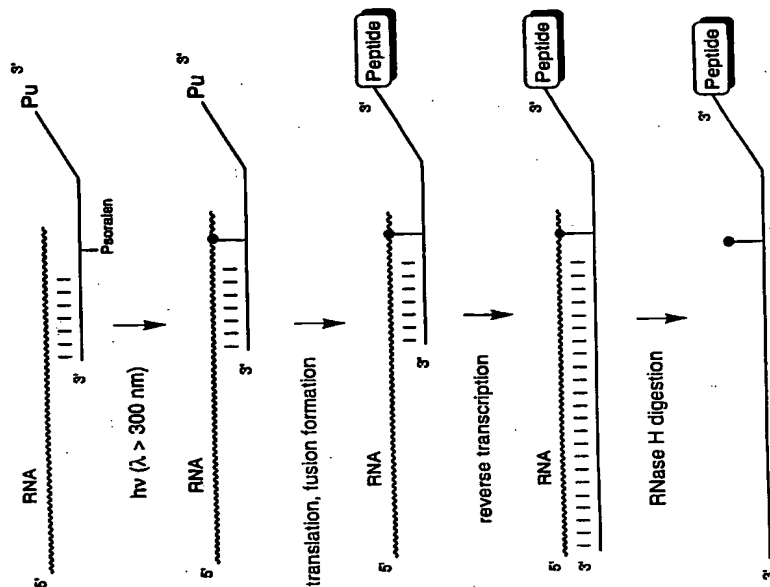 5'
RNA
3'
Psoralen
Pu
3'
hν (λ > 300 nm)
5'
RNA
3'
Pu
3'
translation, fusion formation
5'
RNA
3'
3'
Peptide
reverse transcription
5'
3'
RNA
3'
Peptide
RNase H digestion
3'
3'
Peptide